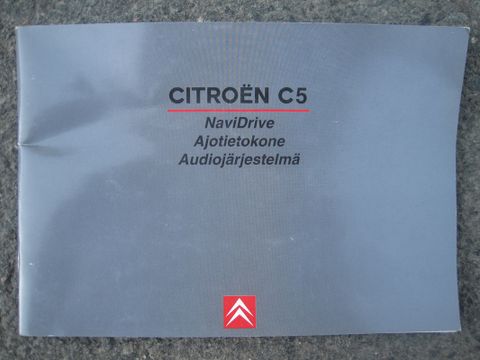 CITROËN C5
NaviDrive
Ajotietokone
Audiojärjestelmä